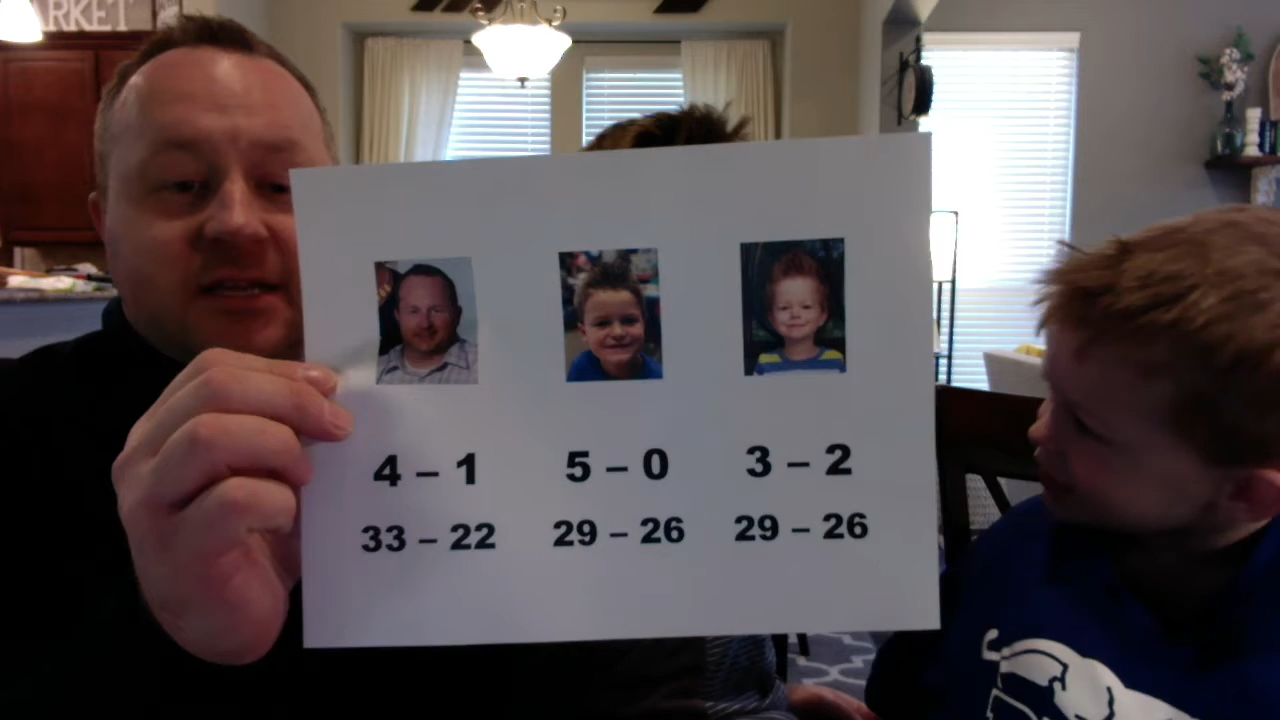 ARKET
4 – 1 5 – 0 3 – 2
33 – 22 29 – 26 29 – 26